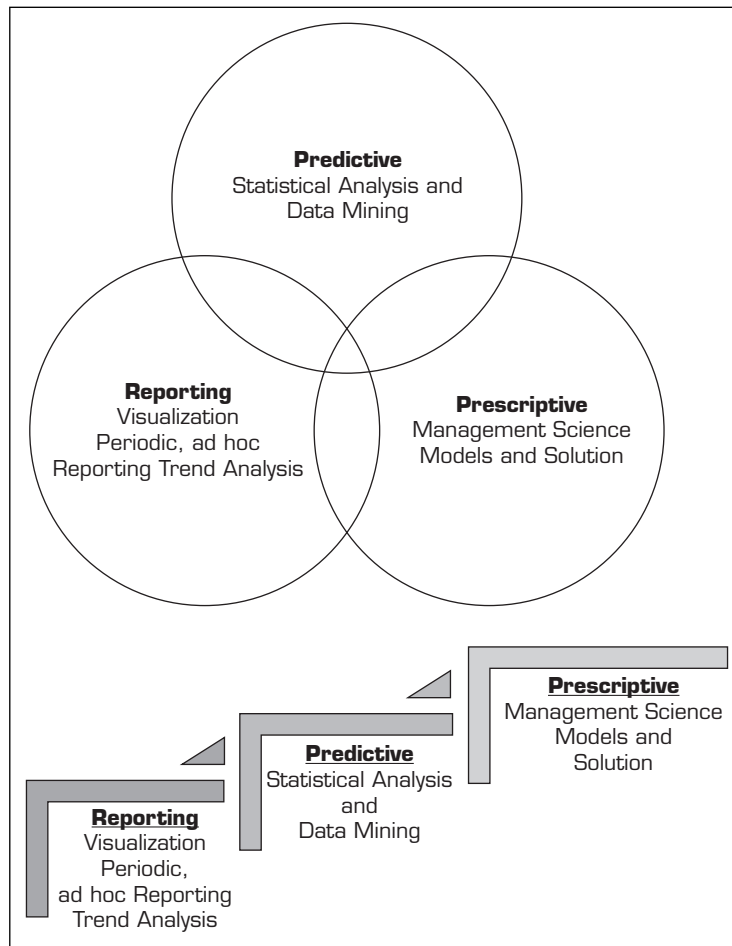 Predictive
Statistical Analysis and
Data Mining
Reporting
Visualization
Periodic, ad hoc
Reporting Trend Analysis
Prescriptive
Management Science
Models and Solution
Reporting
Visualization
Periodic,
ad hoc Reporting
Trend Analysis
Predictive
Statistical Analysis
and
Data Mining
Prescriptive
Management Science
Models and
Solution